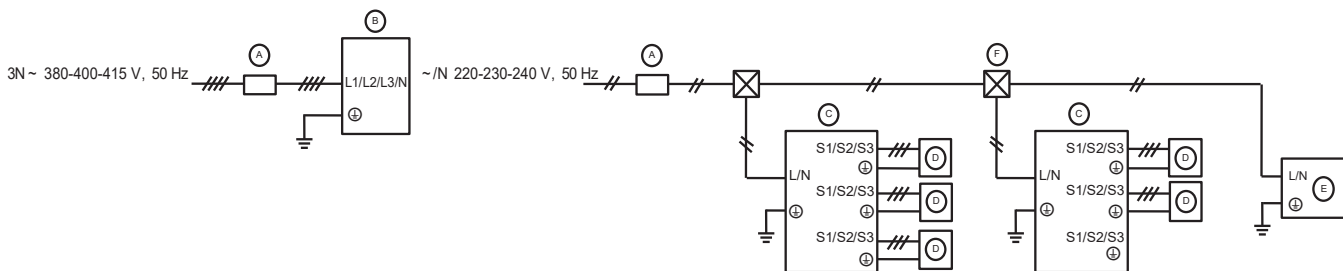 3N ~ 380-400-415 V, 50 Hz
A
B
L1/L2/L3/N
~/N 220-230-240 V, 50 Hz
A
F
C
S1/S2/S3
D
L/N
S1/S2/S3
D
S1/S2/S3
D
C
S1/S2/S3
D
L/N
S1/S2/S3
D
S1/S2/S3
L/N
E